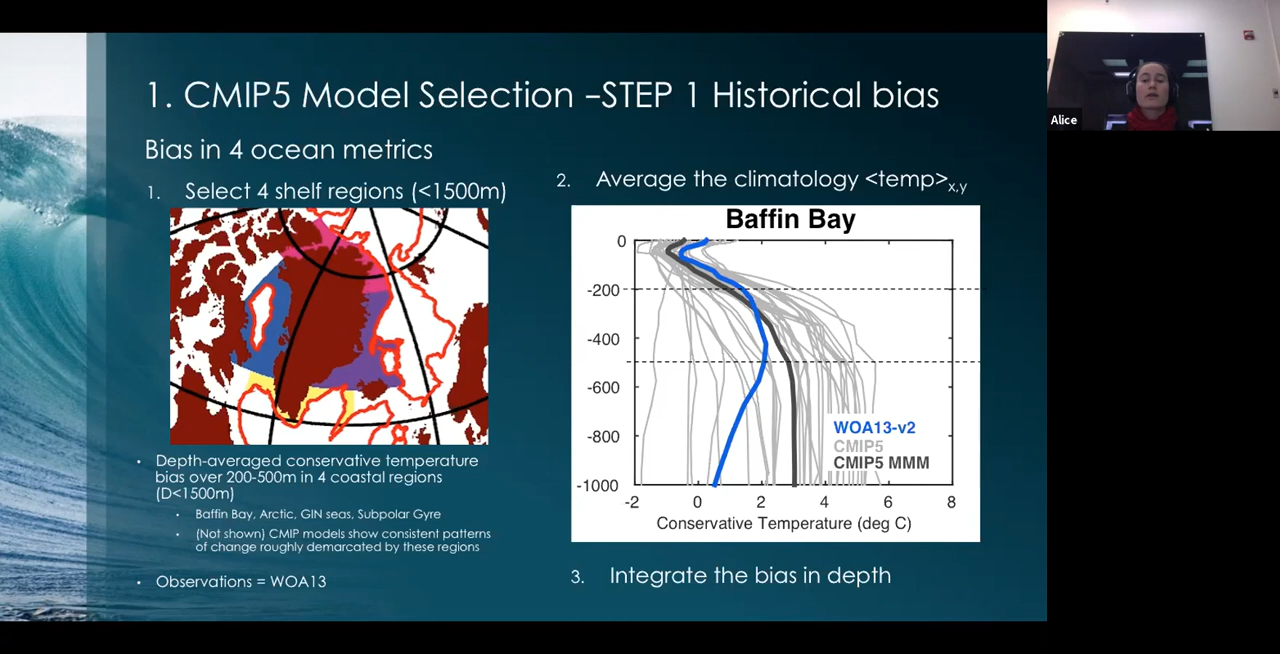 1. CMIP5 Model Selection –STEP 1 Historical bias
Bias in 4 ocean metrics
1. Select 4 shelf regions (<1500m)
• Depth-averaged conservative temperature
bias over 200-500m in 4 coastal regions
(D<1500m)
• Baffin Bay, Arctic, GIN seas, Subpolar Gyre
• (Not shown) CMIP models show consistent patterns
of change roughly demarcated by these regions
• Observations = WOA13
2. Average the climatology <temp>x,y
Baffin Bay
0
-200
-400
-600
-800
-1000
WOA13-v2
CMIP5
CMIP5 MMM
-2 0 2 4 6 8
Conservative Temperature (deg C)
3. Integrate the bias in depth
Alice